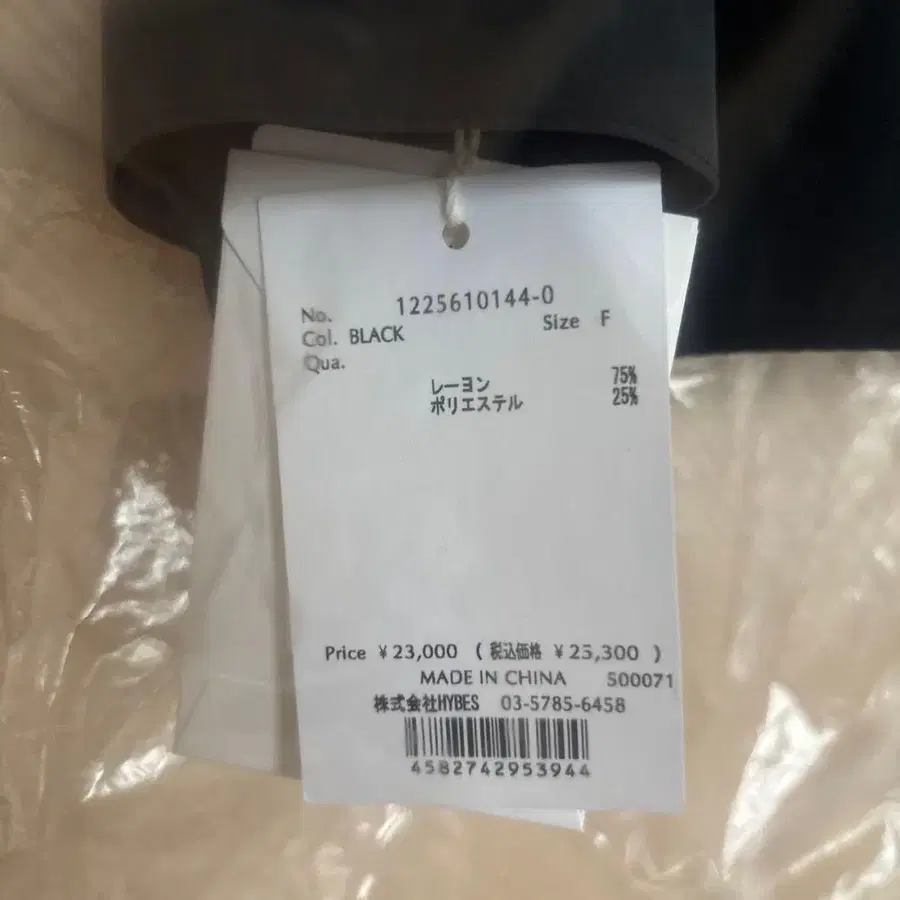 No. 1225610144-0
Col. BLACK Size F
Qua.
レーヨン 75%
ポリエステル 25%
Price ¥23,000 ( 税込価格 ¥25,300 )
MADE IN CHINA 500071
株式会社HYBES 03-5785-6458
4582742953944